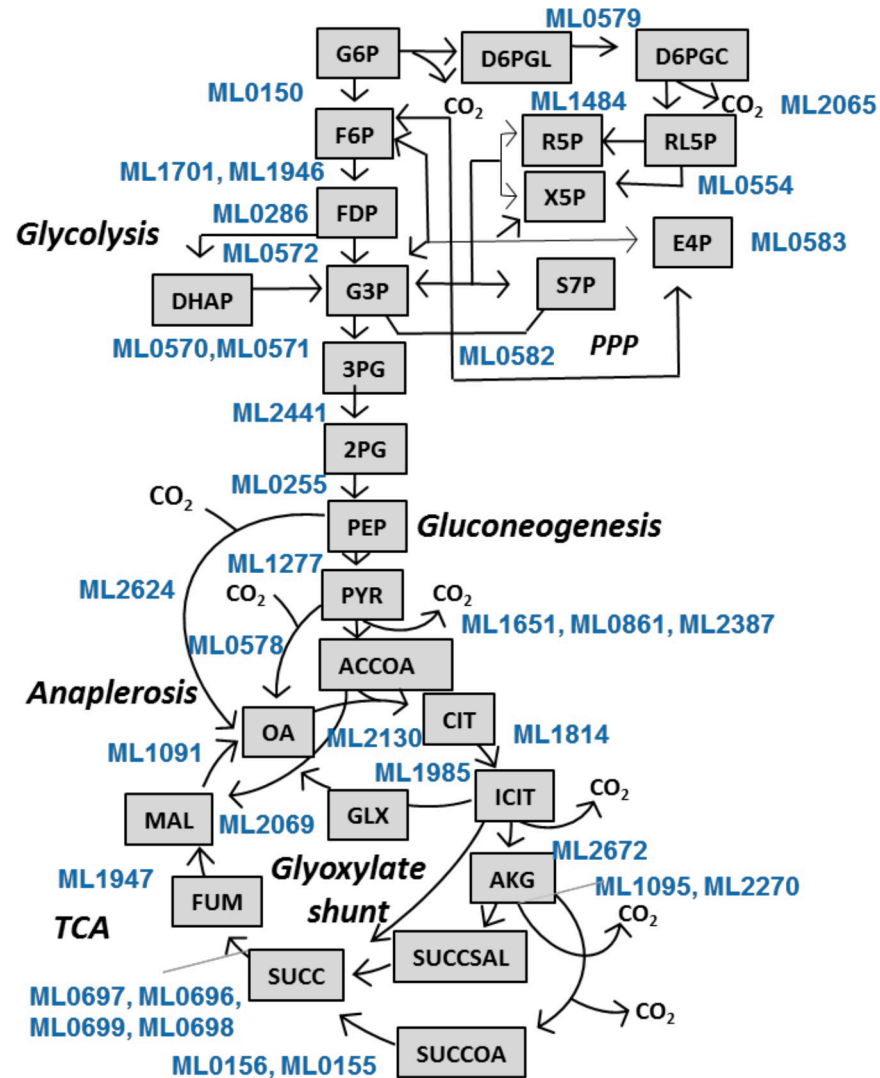 ML0579
G6P
D6PGL
D6PGC
ML0150
CO2
ML1484
CO2
ML2065
F6P
R5P
RL5P
ML1701, ML1946
X5P
ML0554
ML0286
FDP
Glycolysis
E4P
ML0583
ML0572
DHAP
G3P
S7P
ML0570,ML0571
ML0582
PPP
3PG
ML2441
2PG
ML0255
CO2
PEP
Gluconeogenesis
ML1277
ML2624
CO2
PYR
CO2
ML1651, ML0861, ML2387
ML0578
ACCOA
Anaplerosis
CIT
OA
ML2130
ML1814
ML1091
ML1985
ICIT
CO2
MAL
ML2069
GLX
ML2672
Glyoxylate
shunt
ML1947
AKG
ML1095, ML2270
FUM
CO2
TCA
SUCCSAL
SUCC
ML0697, ML0696,
ML0699, ML0698
CO2
SUCCOA
ML0156, ML0155